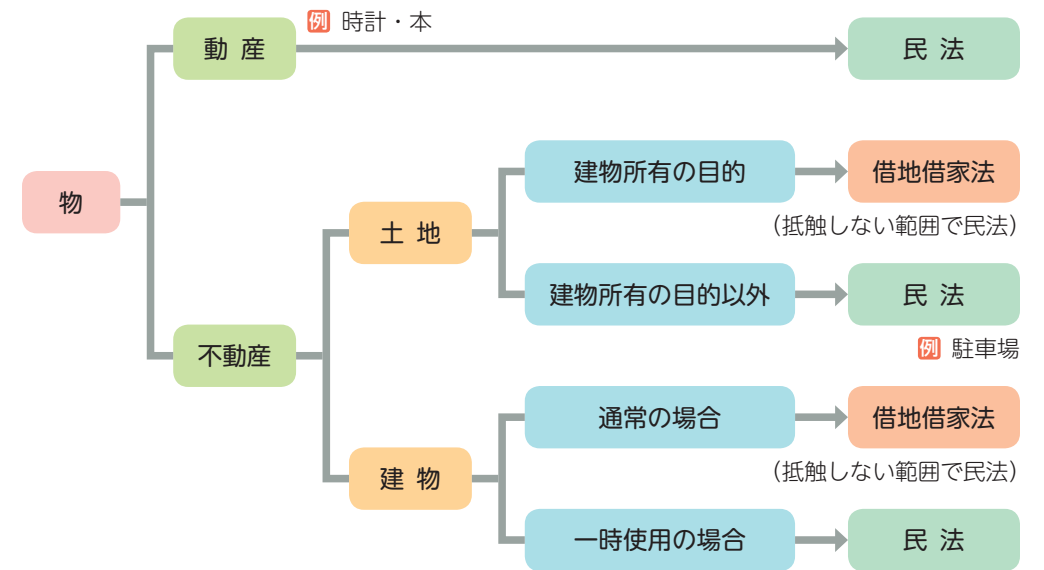 例 時計・本
動産
民法
物
建物所有の目的
借地借家法
(抵触しない範囲で民法)
土地
建物所有の目的以外
民法
例 駐車場
不動産
通常の場合
借地借家法
(抵触しない範囲で民法)
建物
一時使用の場合
民法